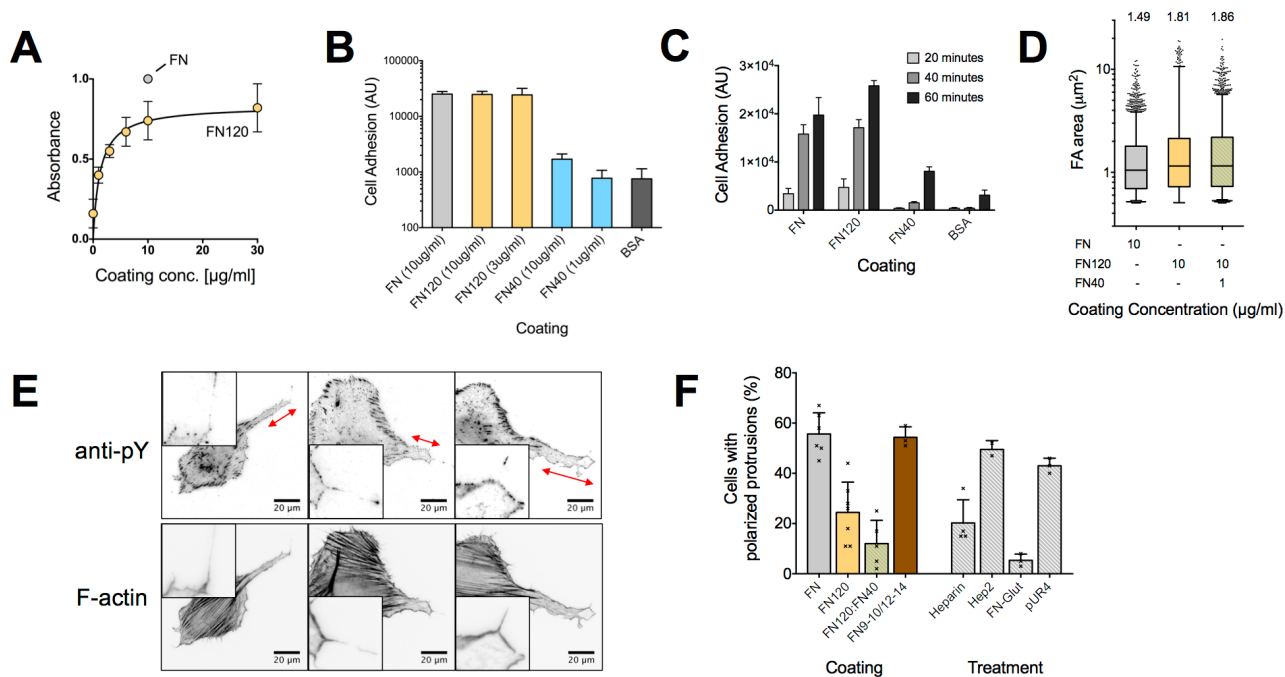 A
FN
1.0
0.5
0.0
Absorbance
FN120
0
10
20
30
Coating conc. [µg/ml]
B
100000
10000
1000
100
Cell Adhesion (AU)
FN (10ug/ml)
FN120 (10ug/ml)
FN120 (3ug/ml)
FN40 (10ug/ml)
FN40 (1ug/ml)
BSA
Coating
C
20 minutes
40 minutes
60 minutes
3×10⁴
2×10⁴
1×10⁴
0
Cell Adhesion (AU)
FN
FN120
FN40
BSA
Coating
D
1.49 1.81 1.86
10
1
FA area (µm²)
FN 10 - -
FN120 - 10 10
FN40 - - 1
Coating Concentration (µg/ml)
E
anti-pY
20 µm
20 µm
20 µm
F-actin
20 µm
20 µm
20 µm
F
80
60
40
20
0
Cells with
polarized protrusions (%)
FN
FN120
FN120:FN40
FN9-10/12-14
Heparin
Hep2
FN-Glut
pUR4
Coating
Treatment